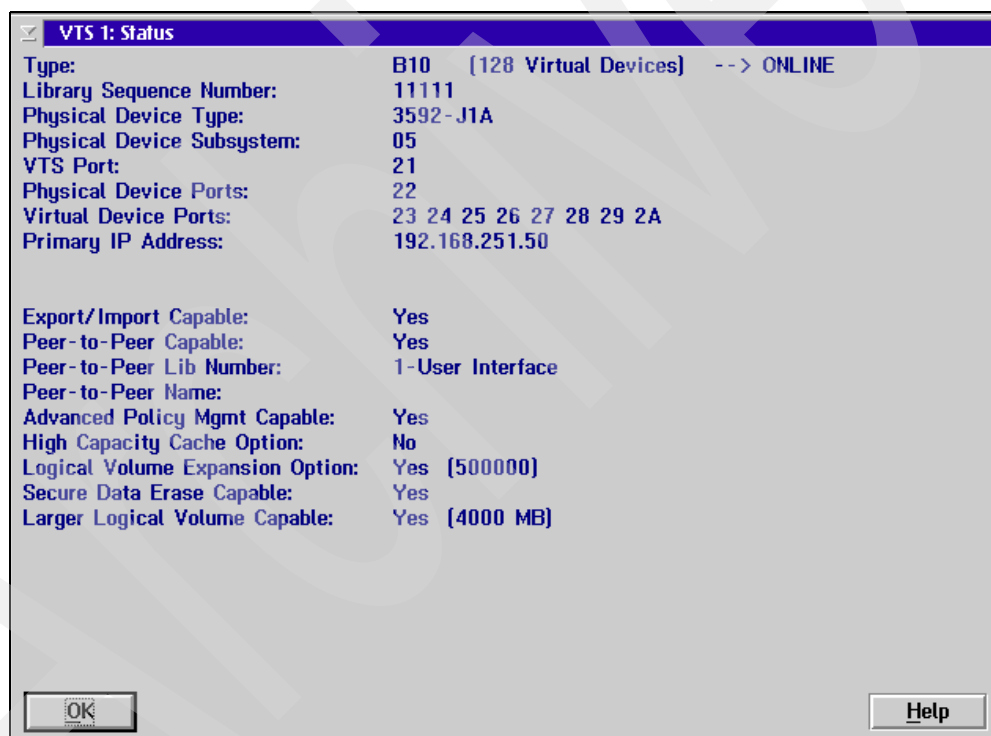 VTS 1: Status
Type: B10 (128 Virtual Devices) --> ONLINE
Library Sequence Number: 11111
Physical Device Type: 3592-J1A
Physical Device Subsystem: 05
VTS Port: 21
Physical Device Ports: 22
Virtual Device Ports: 23 24 25 26 27 28 29 2A
Primary IP Address: 192.168.251.50
Export/Import Capable: Yes
Peer-to-Peer Capable: Yes
Peer-to-Peer Lib Number: 1-User Interface
Peer-to-Peer Name:
Advanced Policy Mgmt Capable: Yes
High Capacity Cache Option: No
Logical Volume Expansion Option: Yes (500000)
Secure Data Erase Capable: Yes
Larger Logical Volume Capable: Yes (4000 MB)
OK Help